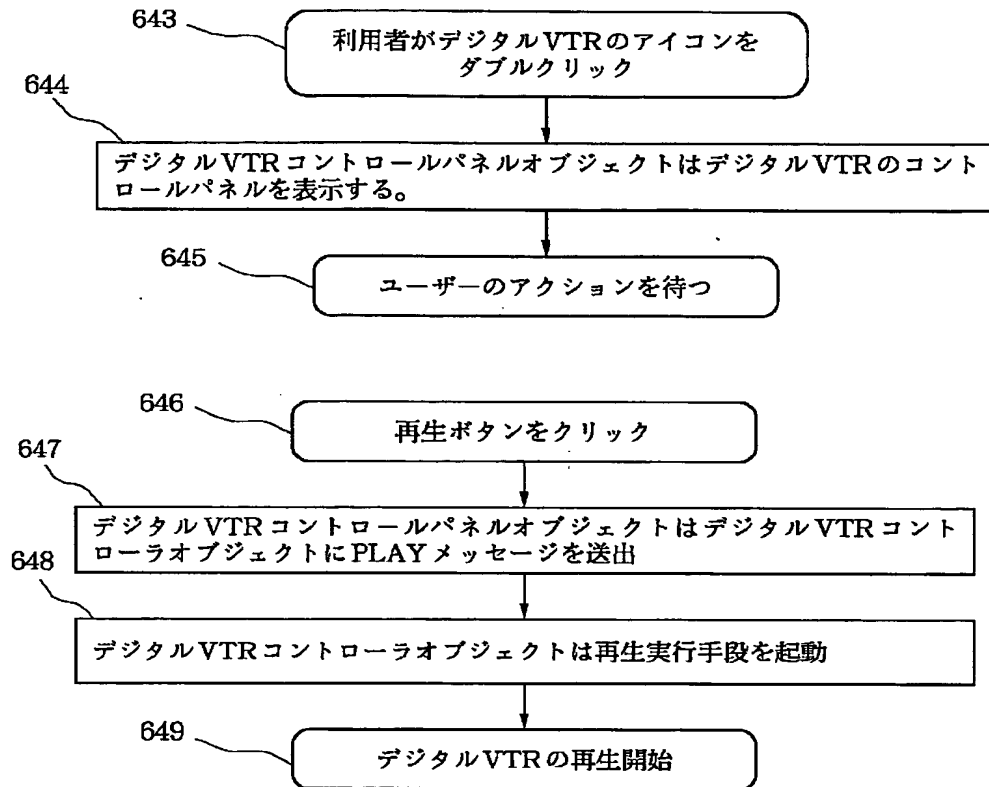 643
利用者がデジタルVTRのアイコンを
ダブルクリック
644
デジタルVTRコントロールパネルオブジェクトはデジタルVTRのコント
ロールパネルを表示する。
645
ユーザーのアクションを待つ
646
再生ボタンをクリック
647
デジタルVTRコントロールパネルオブジェクトはデジタルVTRコント
ローラオブジェクトにPLAYメッセージを送出
648
デジタルVTRコントローラオブジェクトは再生実行手段を起動
649
デジタルVTRの再生開始